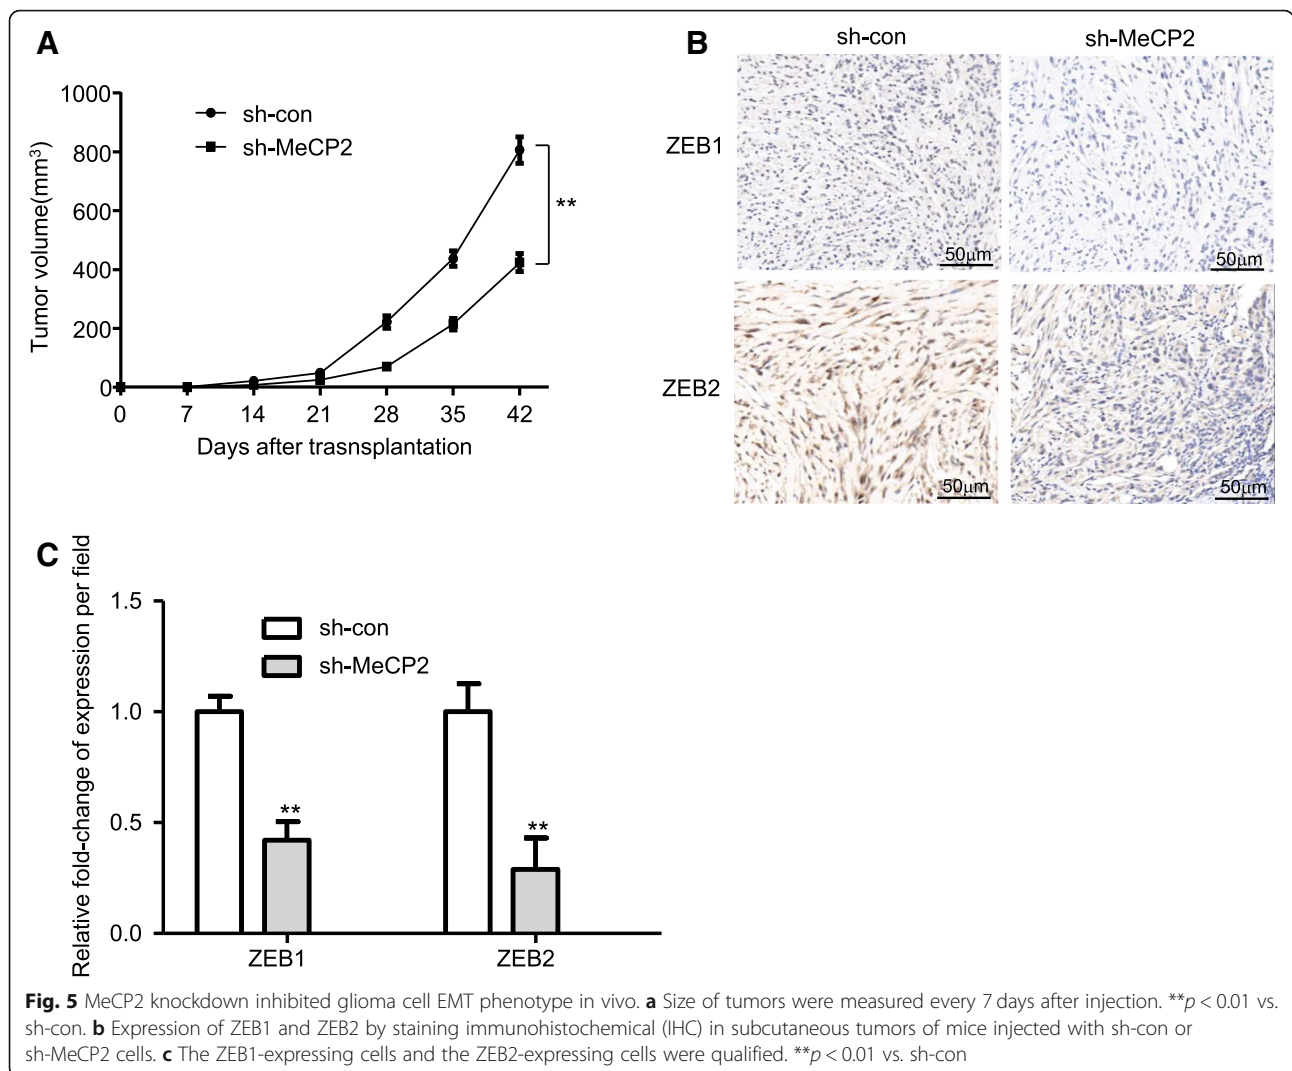 A
1000
800
600
400
200
0
Tumor volume(mm³)
sh-con
sh-MeCP2
**
0 7 14 21 28 35 42
Days after trasnsplantation
B
sh-con sh-MeCP2
ZEB1
50μm 50μm
ZEB2
50μm 50μm
C
Relative fold-change of expression per field
1.5
1.0
0.5
0.0
sh-con
sh-MeCP2
**
**
ZEB1 ZEB2
Fig. 5 MeCP2 knockdown inhibited glioma cell EMT phenotype in vivo. a Size of tumors were measured every 7 days after injection. **p < 0.01 vs.
sh-con. b Expression of ZEB1 and ZEB2 by staining immunohistochemical (IHC) in subcutaneous tumors of mice injected with sh-con or
sh-MeCP2 cells. c The ZEB1-expressing cells and the ZEB2-expressing cells were qualified. **p < 0.01 vs. sh-con